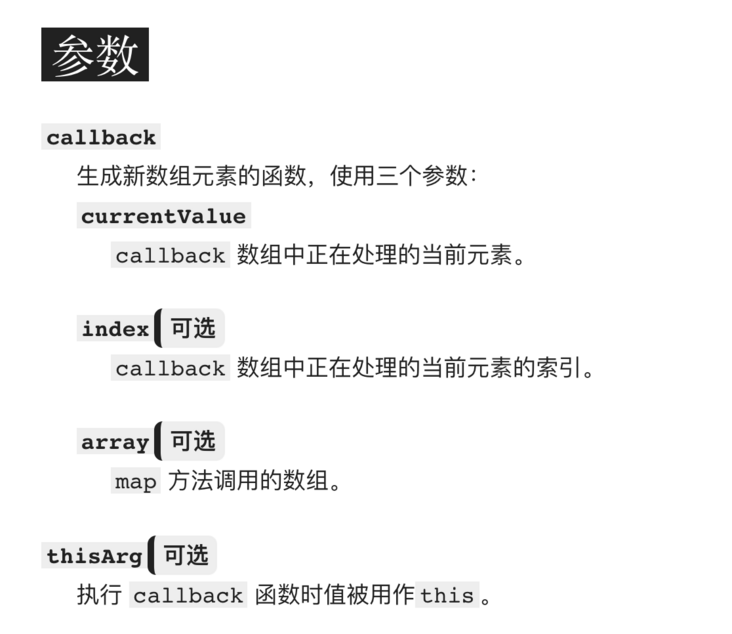 参数
callback
生成新数组元素的函数，使用三个参数：
currentValue
callback 数组中正在处理的当前元素。
index 可选
callback 数组中正在处理的当前元素的索引。
array 可选
map 方法调用的数组。
thisArg 可选
执行 callback 函数时值被用作this。